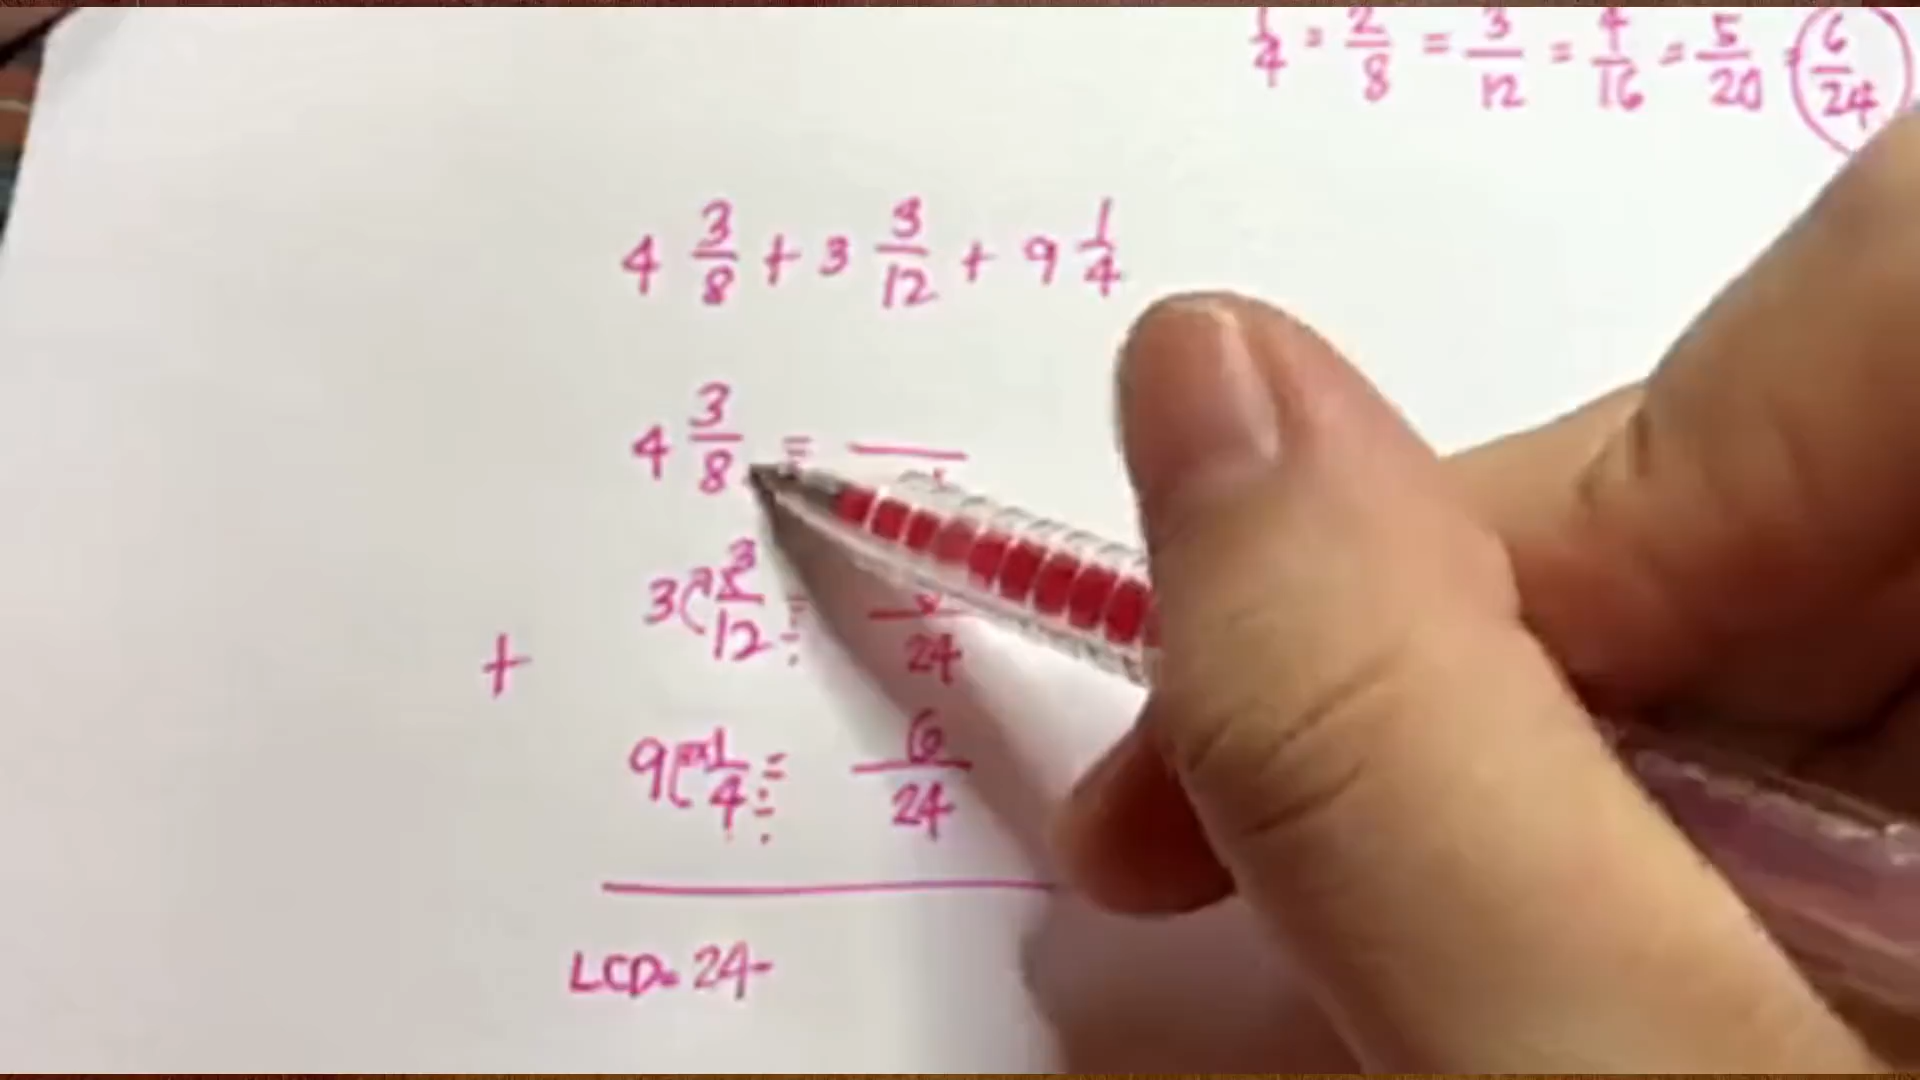 1/4 = 2/8 = 3/12 = 4/16 = 5/20 = 6/24
4 3/8 + 3 3/12 + 9 1/4
4 3/8 =
3 3/12 = /24
+
9 1/4 = 6/24
LCD = 24